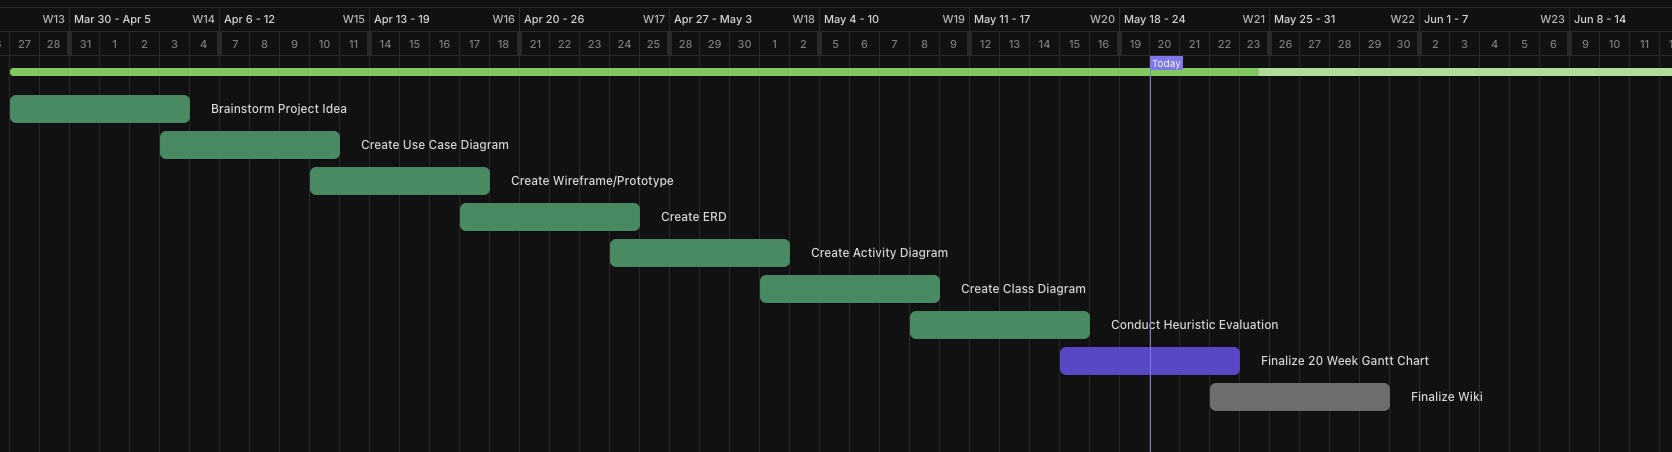 W13 Mar 30 - Apr 5 W14 Apr 6 - 12 W15 Apr 13 - 19 W16 Apr 20 - 26 W17 Apr 27 - May 3 W18 May 4 - 10 W19 May 11 - 17 W20 May 18 - 24 W21 May 25 - 31 W22 Jun 1 - 7 W23 Jun 8 - 14
27 28 31 1 2 3 4 7 8 9 10 11 14 15 16 17 18 21 22 23 24 25 28 29 30 1 2 5 6 7 8 9 12 13 14 15 16 19 20 21 22 23 26 27 28 29 30 2 3 4 5 6 9 10 11
Today
Brainstorm Project Idea
Create Use Case Diagram
Create Wireframe/Prototype
Create ERD
Create Activity Diagram
Create Class Diagram
Conduct Heuristic Evaluation
Finalize 20 Week Gantt Chart
Finalize Wiki